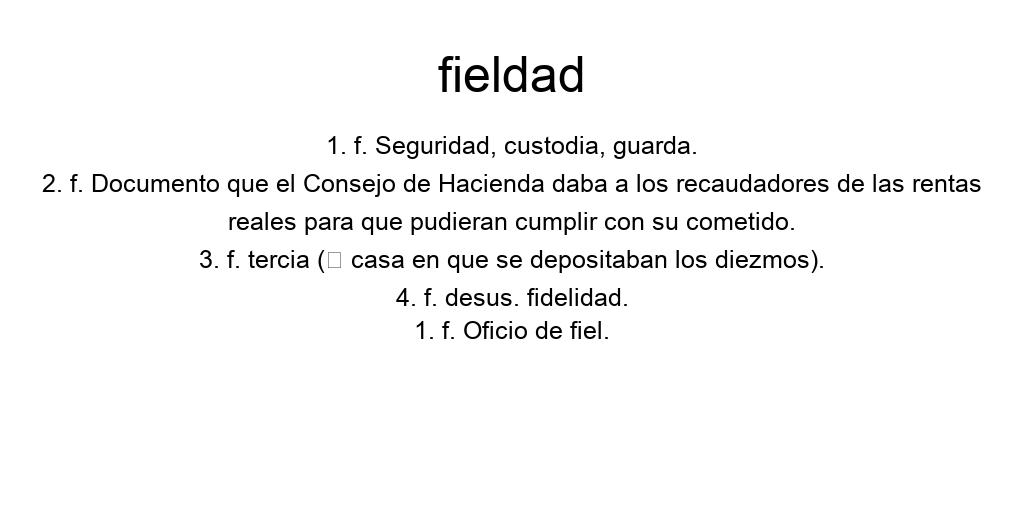 fieldad
1. f. Seguridad, custodia, guarda.
2. f. Documento que el Consejo de Hacienda daba a los recaudadores de las rentas
reales para que pudieran cumplir con su cometido.
3. f. tercia (□ casa en que se depositaban los diezmos).
4. f. desus. fidelidad.
1. f. Oficio de fiel.